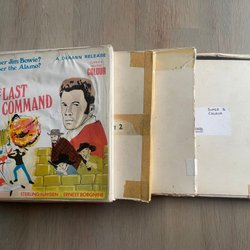 er Jim Bowie?
er the Alamo?
A DERANN RELEASE
COLOUR
LAST
COMMAND
STERLING HAYDEN · ERNEST BORGNINE
T 2
SUPER 8
COLOUR